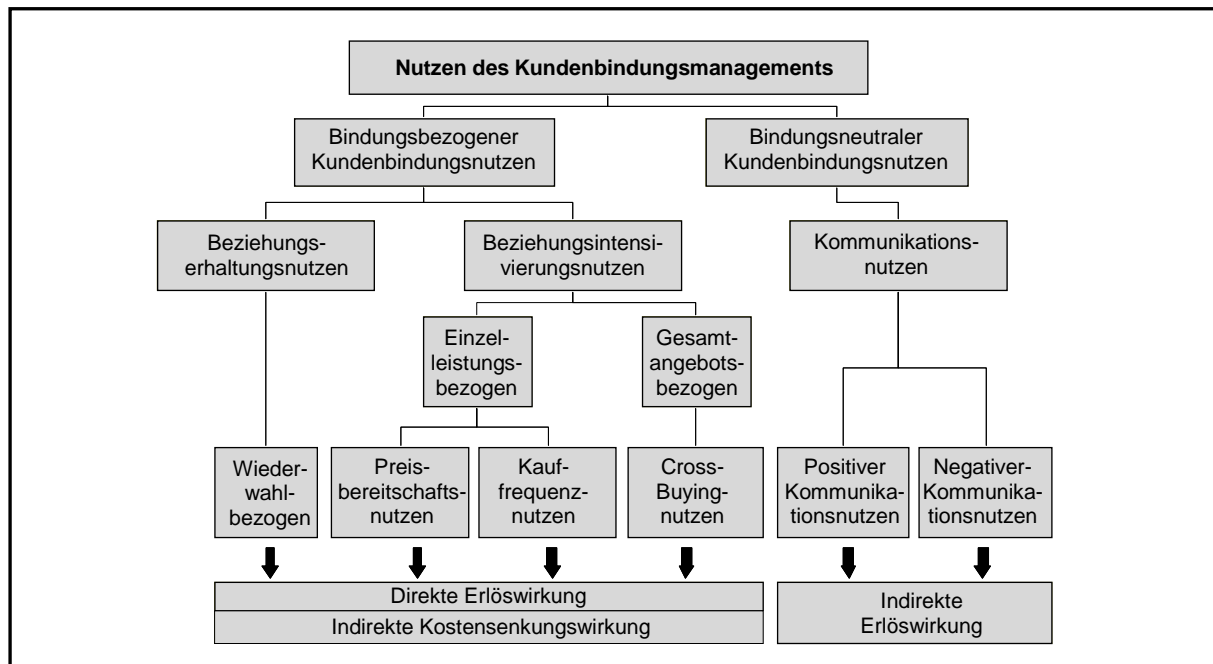 Nutzen des Kundenbindungsmanagements
Bindungsbezogener
Kundenbindungsnutzen
Bindungsneutraler
Kundenbindungsnutzen
Beziehungs-
erhaltungsnutzen
Beziehungsintensi-
vierungsnutzen
Kommunikations-
nutzen
Einzel-
leistungs-
bezogen
Gesamt-
angebots-
bezogen
Wieder-
wahl-
bezogen
Preis-
bereitschafts-
nutzen
Kauf-
frequenz-
nutzen
Cross-
Buying-
nutzen
Positiver
Kommunika-
tionsnutzen
Negativer-
Kommunika-
tionsnutzen
Direkte Erlöswirkung
Indirekte Kostensenkungswirkung
Indirekte
Erlöswirkung